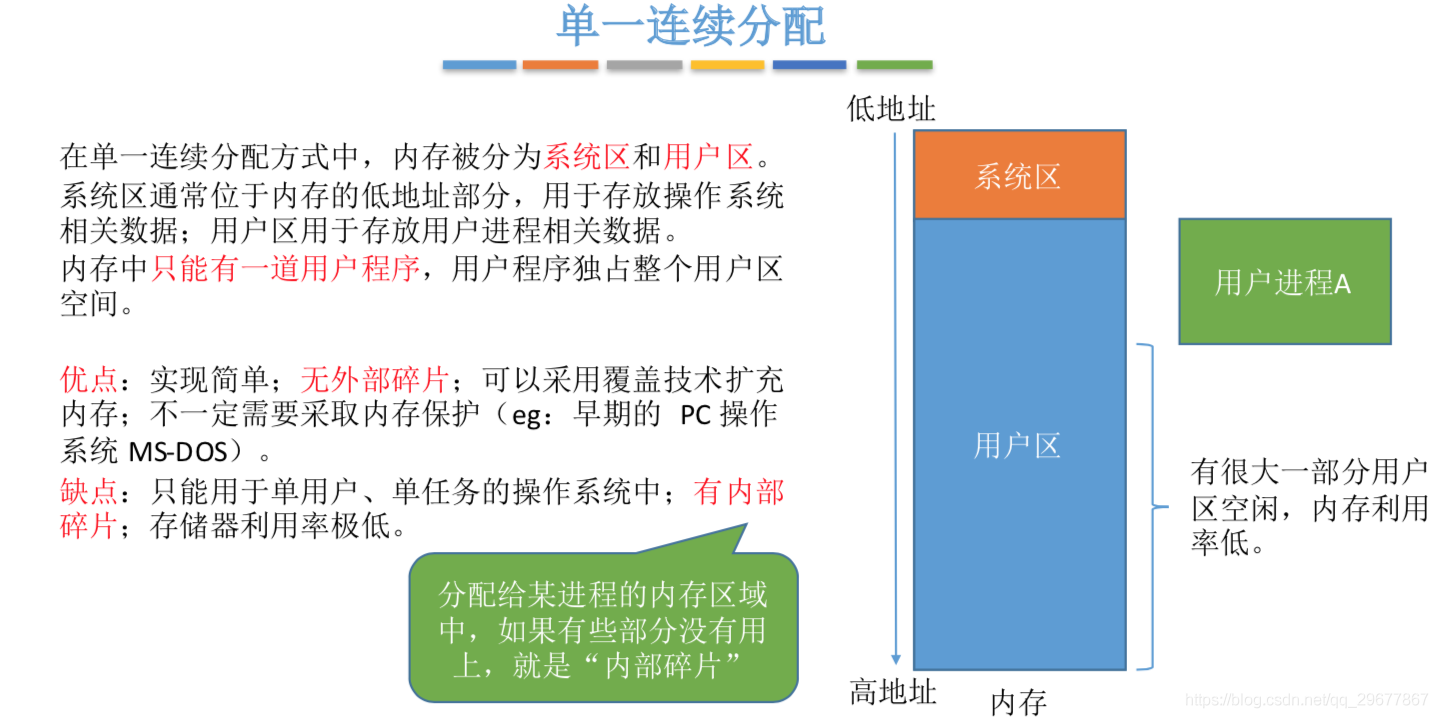 单一连续分配
在单一连续分配方式中，内存被分为系统区和用户区。
系统区通常位于内存的低地址部分，用于存放操作系统
相关数据；用户区用于存放用户进程相关数据。
内存中只能有一道用户程序，用户程序独占整个用户区
空间。
优点：实现简单；无外部碎片；可以采用覆盖技术扩充
内存；不一定需要采取内存保护（eg：早期的 PC 操作
系统 MS-DOS）。
缺点：只能用于单用户、单任务的操作系统中；有内部
碎片；存储器利用率极低。
分配给某进程的内存区域
中，如果有些部分没有用
上，就是“内部碎片”
低地址
系统区
用户区
高地址
内存
用户进程A
有很大一部分用户
区空闲，内存利用
率低。
https://blog.csdn.net/qq_29677867